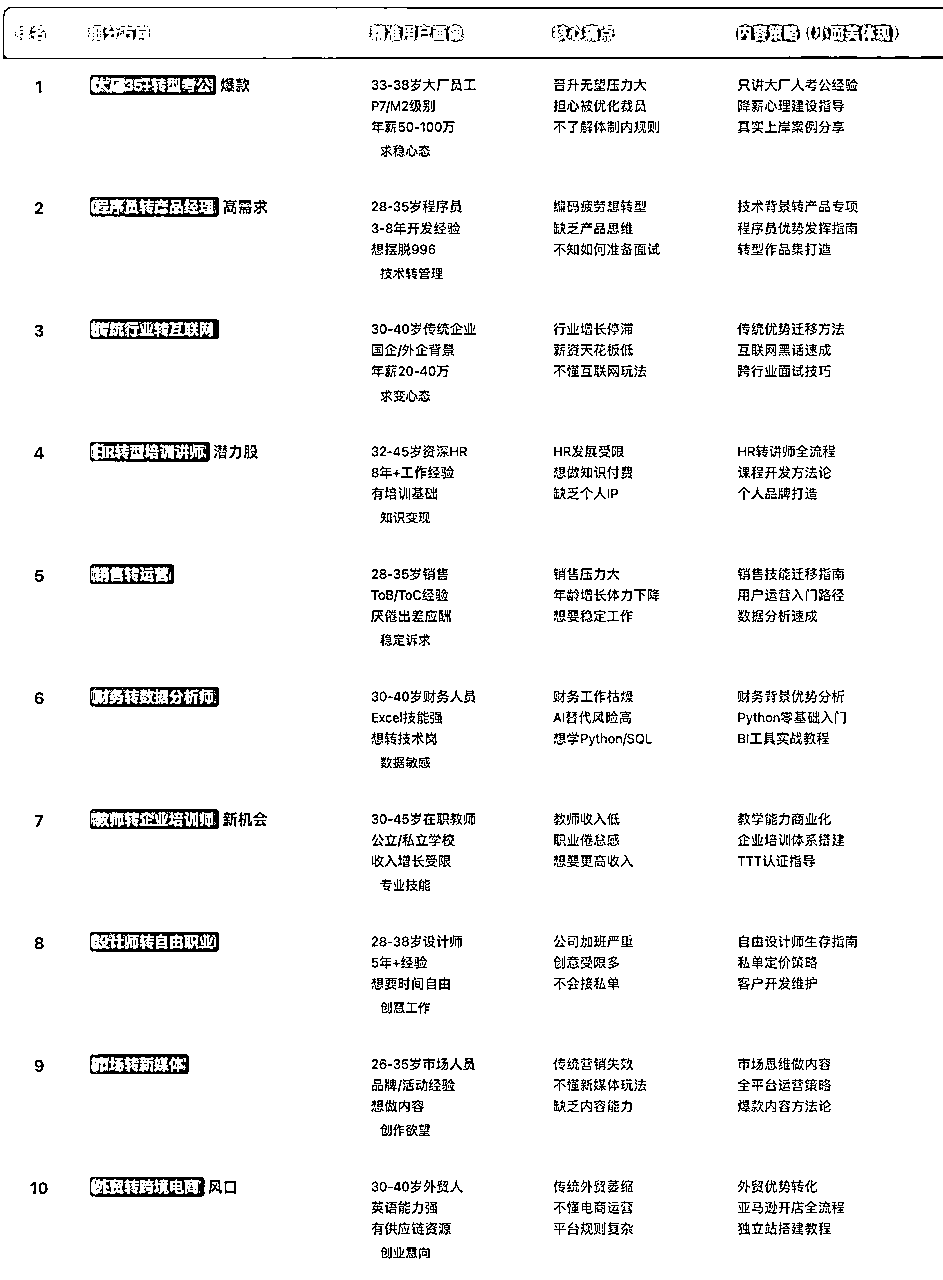 排名 细分方向 精准用户画像 核心痛点 内容策略（小而美体现）
1 大厂35+转型考公 爆款 33-38岁大厂员工 晋升无望压力大 只讲大厂人考公经验
P7/M2级别 担心被优化裁员 降薪心理建设指导
年薪50-100万 不了解体制内规则 真实上岸案例分享
求稳心态
2 程序员转产品经理 高需求 28-35岁程序员 编码疲劳想转型 技术背景转产品专项
3-8年开发经验 缺乏产品思维 程序员优势发挥指南
想摆脱996 不知如何准备面试 转型作品集打造
技术转管理
3 传统行业转互联网 30-40岁传统企业 行业增长停滞 传统优势迁移方法
国企/外企背景 薪资天花板低 互联网黑话速成
年薪20-40万 不懂互联网玩法 跨行业面试技巧
求变心态
4 HR转型培训讲师 潜力股 32-45岁资深HR HR发展受限 HR转讲师全流程
8年+工作经验 想做知识付费 课程开发方法论
有培训基础 缺乏个人IP 个人品牌打造
知识变现
5 销售转运营 28-35岁销售 销售压力大 销售技能迁移指南
ToB/ToC经验 年龄增长体力下降 用户运营入门路径
厌倦出差应酬 想要稳定工作 数据分析速成
稳定诉求
6 财务转数据分析师 30-40岁财务人员 财务工作枯燥 财务背景优势分析
Excel技能强 AI替代风险高 Python零基础入门
想转技术岗 想学Python/SQL BI工具实战教程
数据敏感
7 教师转企业培训师 新机会 30-45岁在职教师 教师收入低 教学能力商业化
公立/私立学校 职业倦怠感 企业培训体系搭建
收入增长受限 想要更高收入 TTT认证指导
专业技能
8 设计师转自由职业 28-38岁设计师 公司加班严重 自由设计师生存指南
5年+经验 创意受限多 私单定价策略
想要时间自由 不会接私单 客户开发维护
创意工作
9 市场转新媒体 26-35岁市场人员 传统营销失效 市场思维做内容
品牌/活动经验 不懂新媒体玩法 全平台运营策略
想做内容 缺乏内容能力 爆款内容方法论
创作欲望
10 外贸转跨境电商 风口 30-40岁外贸人 传统外贸萎缩 外贸优势转化
英语能力强 不懂电商运营 亚马逊开店全流程
有供应链资源 平台规则复杂 独立站搭建教程
创业意向